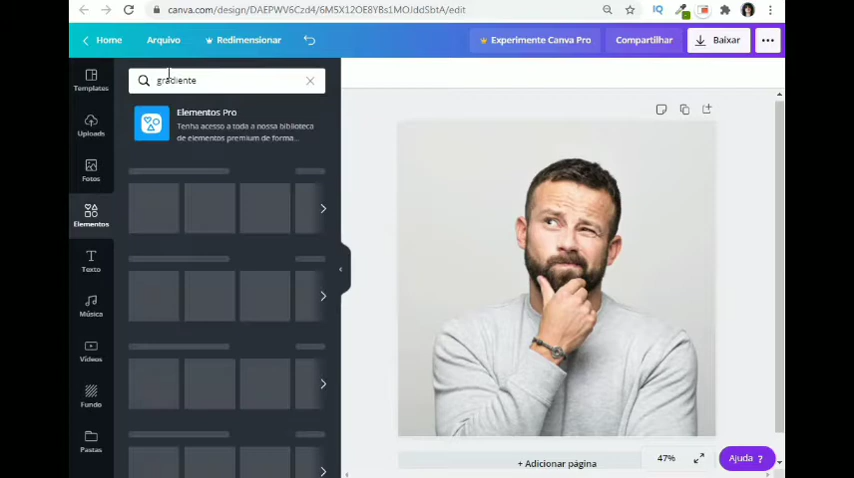 canva.com/design/DAEPWV6Czd4/6M5X12OE8YBs1MOJddSbtA/edit
Home
Arquivo
Redimensionar
Experimente Canva Pro
Compartilhar
Baixar
Templates
Uploads
Fotos
Elementos
Texto
Música
Vídeos
Fundo
Pastas
gradiente
Elementos Pro
Tenha acesso a toda a nossa biblioteca
de elementos premium de forma...
+ Adicionar página
47%
Ajuda ?